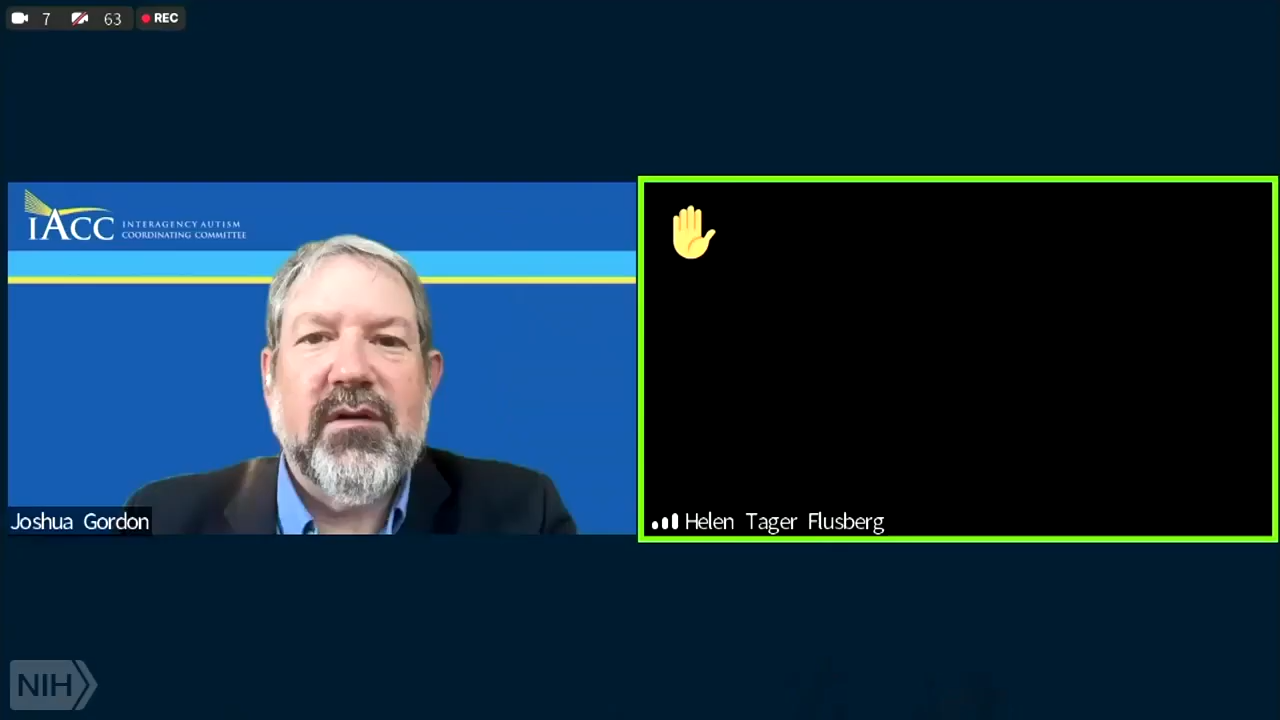 7 63 REC
IACC INTERAGENCY AUTISM
COORDINATING COMMITTEE
Joshua Gordon
Helen Tager Flusberg
NIH